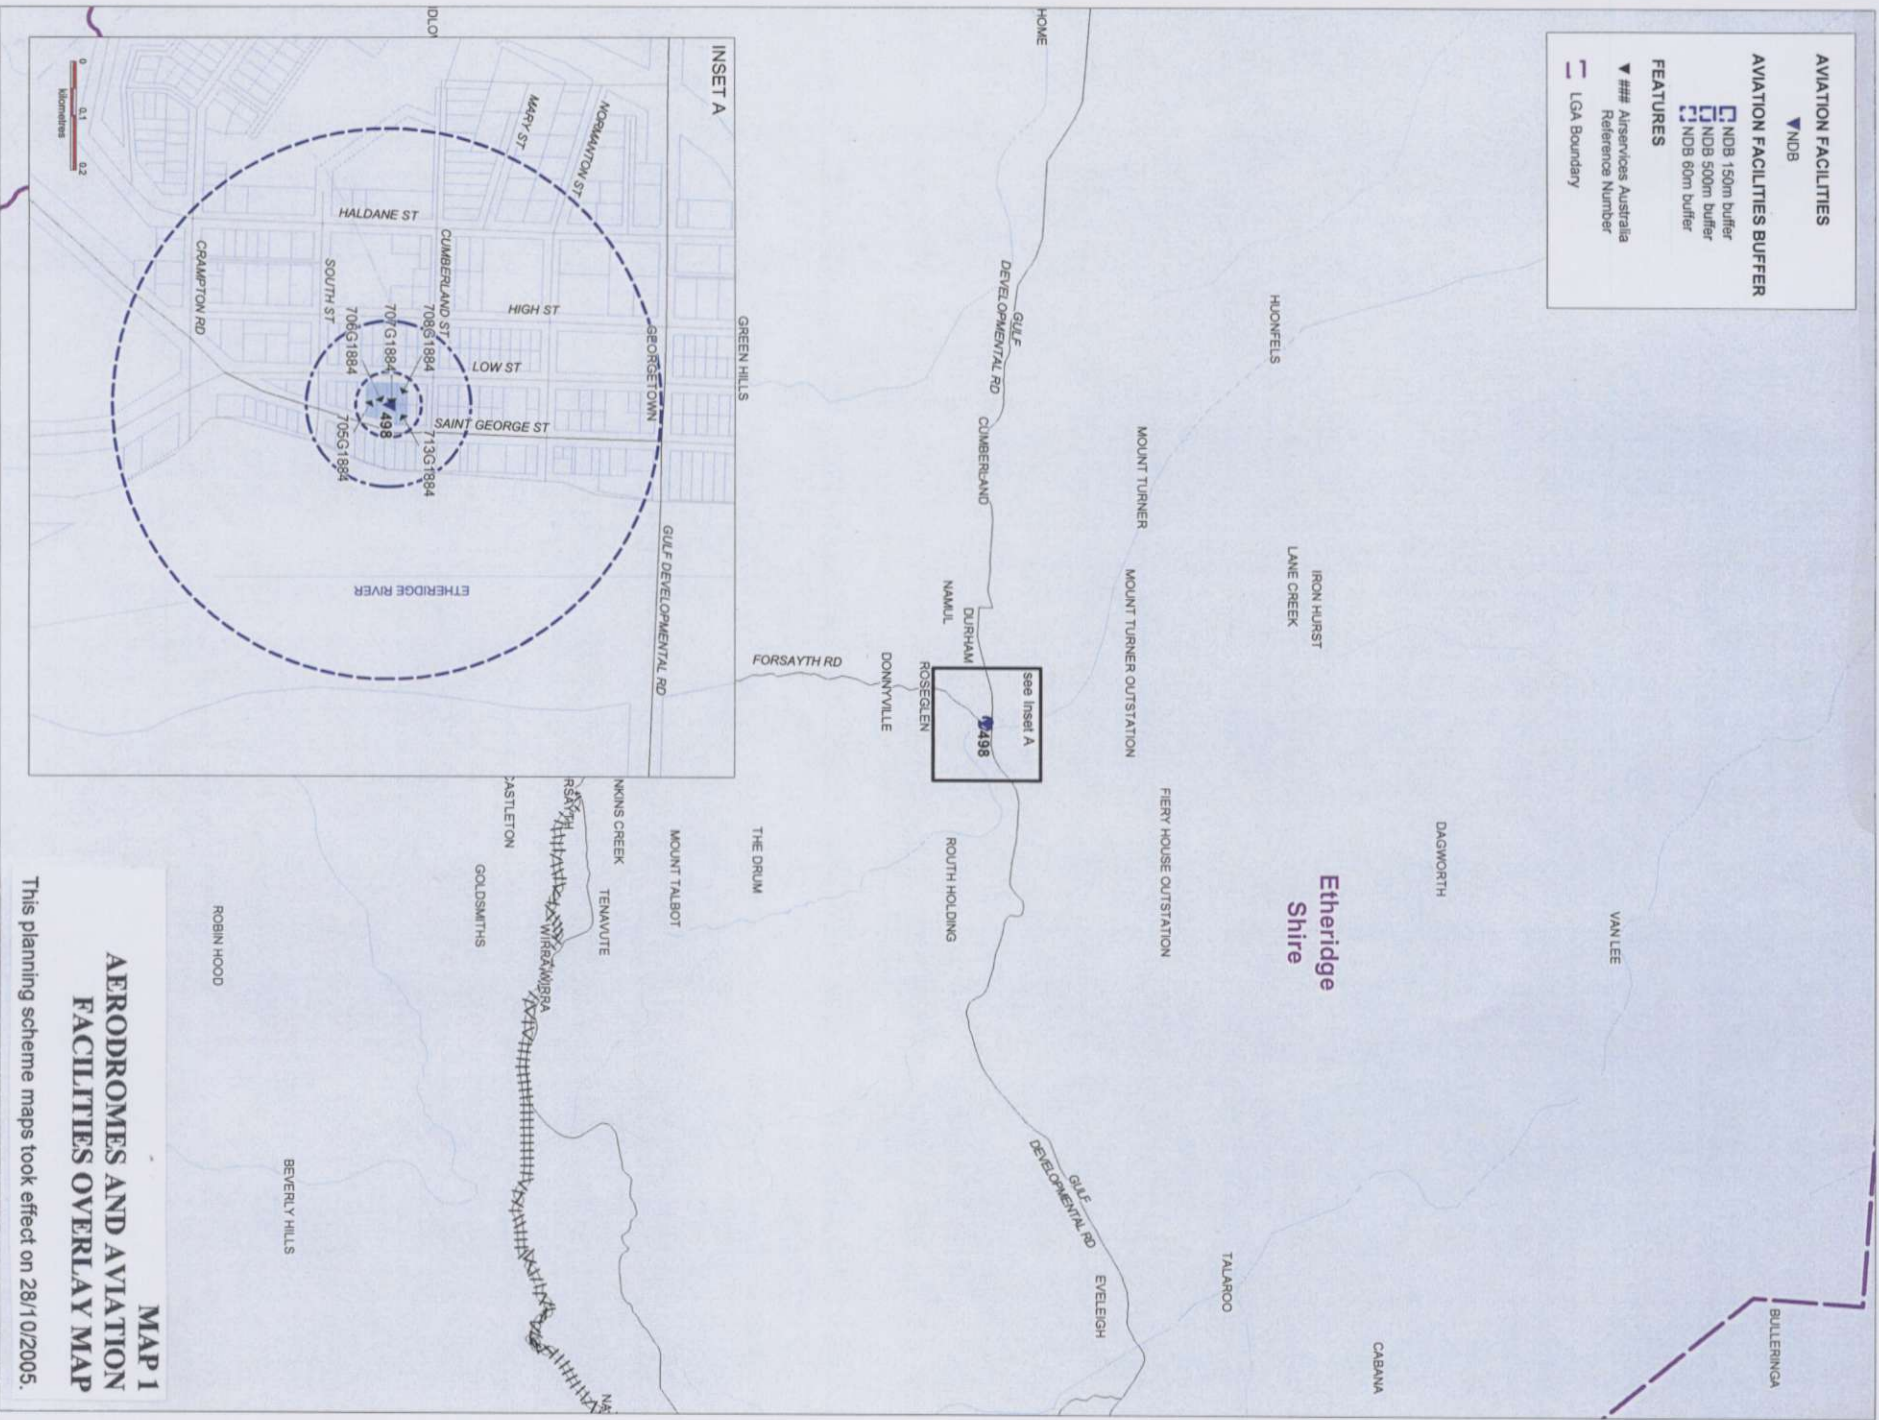 AVIATION FACILITIES
NDB
AVIATION FACILITIES BUFFER
NDB 150m buffer
NDB 500m buffer
NDB 60m buffer
FEATURES
### Airservices Australia
Reference Number
LGA Boundary
BULLERINGA
VAN LEE
DAGWORTH
CABANA
Etheridge
Shire
IRON HURST
LANE CREEK
HUONFELS
TALAROO
FIERY HOUSE OUTSTATION
MOUNT TURNER
MOUNT TURNER OUTSTATION
EVELEIGH
GULF
DEVELOPMENTAL RD
HOME
see Inset A
498
GULF
DEVELOPMENTAL RD
CUMBERLAND
DURHAM
NAMUL
ROUTH HOLDING
ROSEGLEN
DONNYVILLE
FORSAYTH RD
THE DRUM
GREEN HILLS
MOUNT TALBOT
NKINS CREEK
TENAVUTE
RSAYTH
WIRRAWIRRA
NA
CASTLETON
GOLDSMITHS
BEVERLY HILLS
ROBIN HOOD
IDLO
INSET A
GULF DEVELOPMENTAL RD
GEORGETOWN
NORMANTON ST
MARY ST
HIGH ST
LOW ST
SAINT GEORGE ST
CUMBERLAND ST
708G1884
713G1884
707G1884
498
HALDANE ST
706G1884
705G1884
SOUTH ST
ETHERIDGE RIVER
CRAMPTON RD
0 0.1 0.2
kilometres
MAP 1
AERODROMES AND AVIATION
FACILITIES OVERLAY MAP
This planning scheme maps took effect on 28/10/2005.